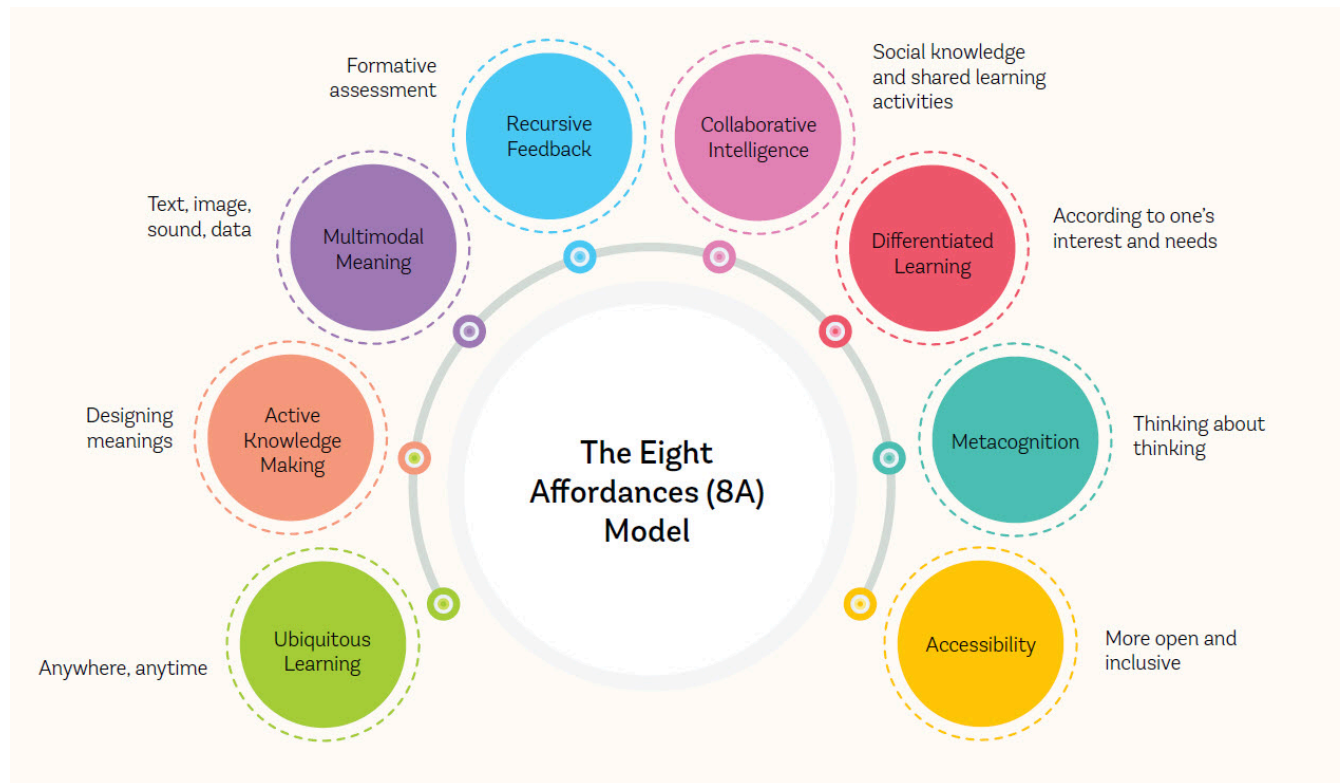 Formative
assessment
Recursive
Feedback
Collaborative
Intelligence
Social knowledge
and shared learning
activities
Text, image,
sound, data
Multimodal
Meaning
Differentiated
Learning
According to one’s
interest and needs
Designing
meanings
Active
Knowledge
Making
The Eight
Affordances (8A)
Model
Metacognition
Thinking about
thinking
Anywhere, anytime
Ubiquitous
Learning
Accessibility
More open and
inclusive